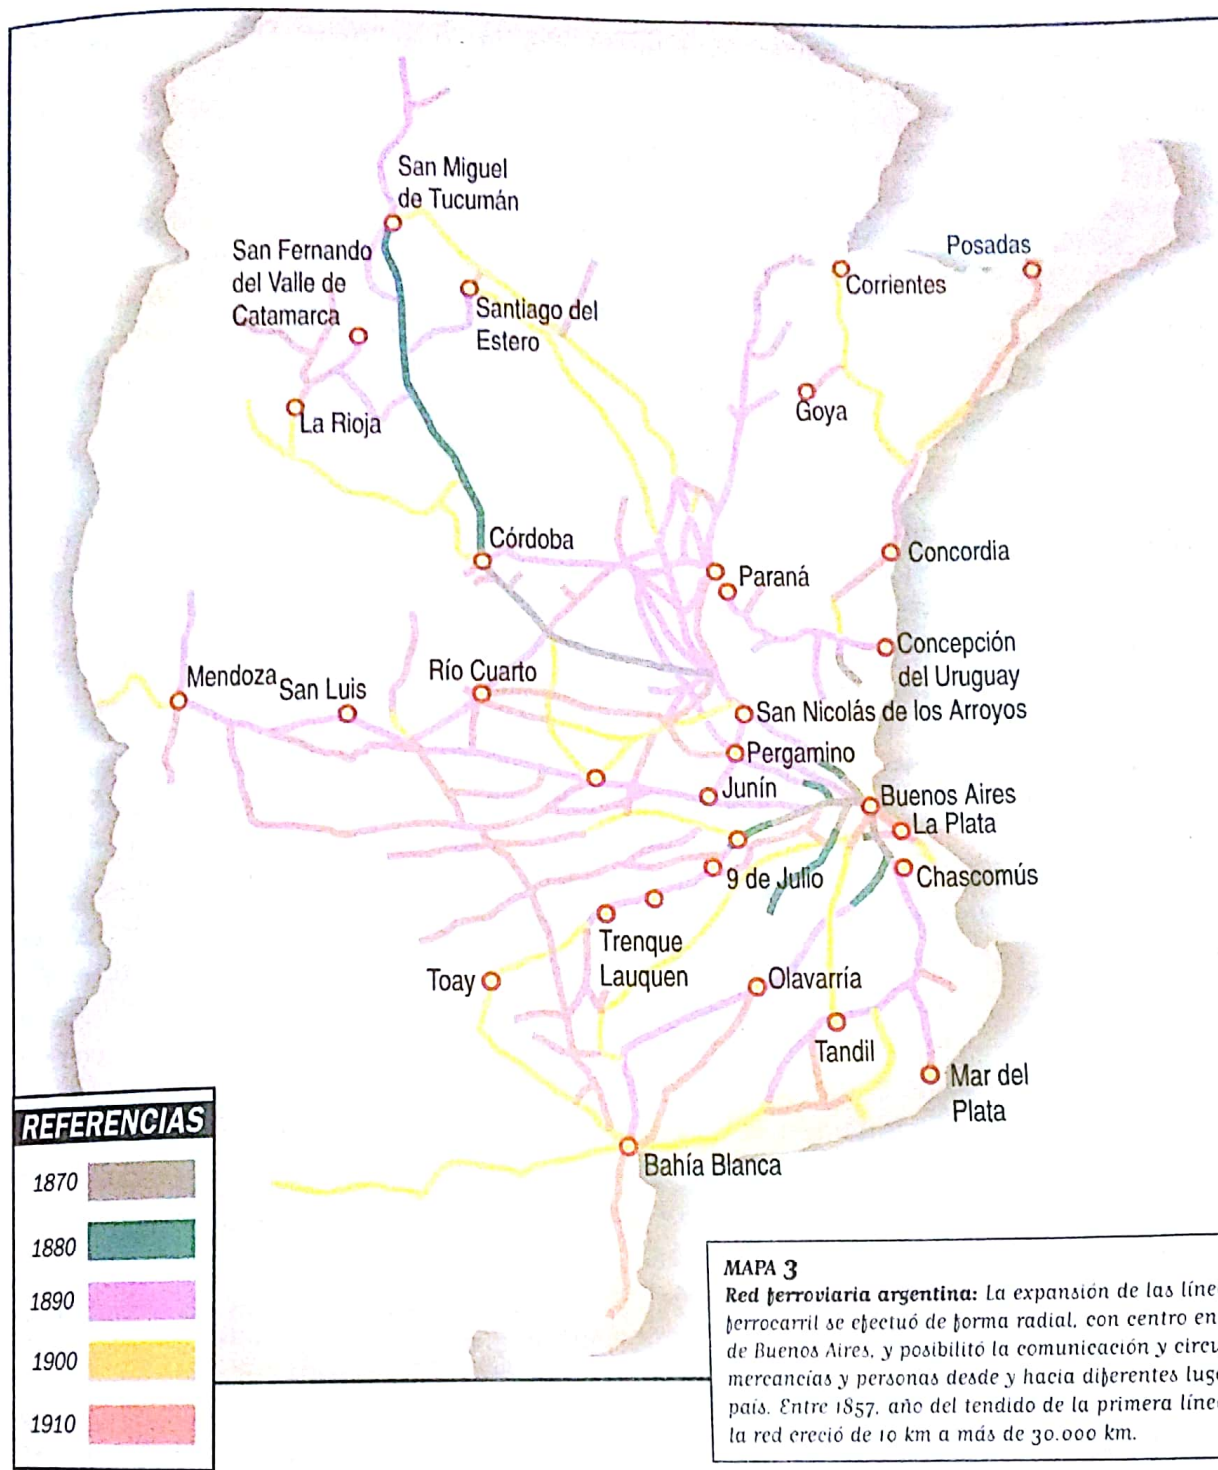 San Miguel
de Tucumán
San Fernando
del Valle de
Catamarca
Santiago del
Estero
La Rioja
Posadas
Corrientes
Goya
Córdoba
Concordia
Paraná
Concepción
del Uruguay
Mendoza
San Luis
Río Cuarto
San Nicolás de los Arroyos
Pergamino
Junín
Buenos Aires
La Plata
9 de Julio
Chascomús
Trenque
Lauquen
Toay
Olavarría
Tandil
Mar del
Plata
Bahía Blanca
REFERENCIAS
1870
1880
1890
1900
1910
MAPA 3
Red ferroviaria argentina: La expansión de las líne
ferrocarril se efectuó de forma radial, con centro en
de Buenos Aires, y posibilitó la comunicación y circu
mercancías y personas desde y hacia diferentes lug
país. Entre 1857, año del tendido de la primera líne
la red creció de 10 km a más de 30.000 km.